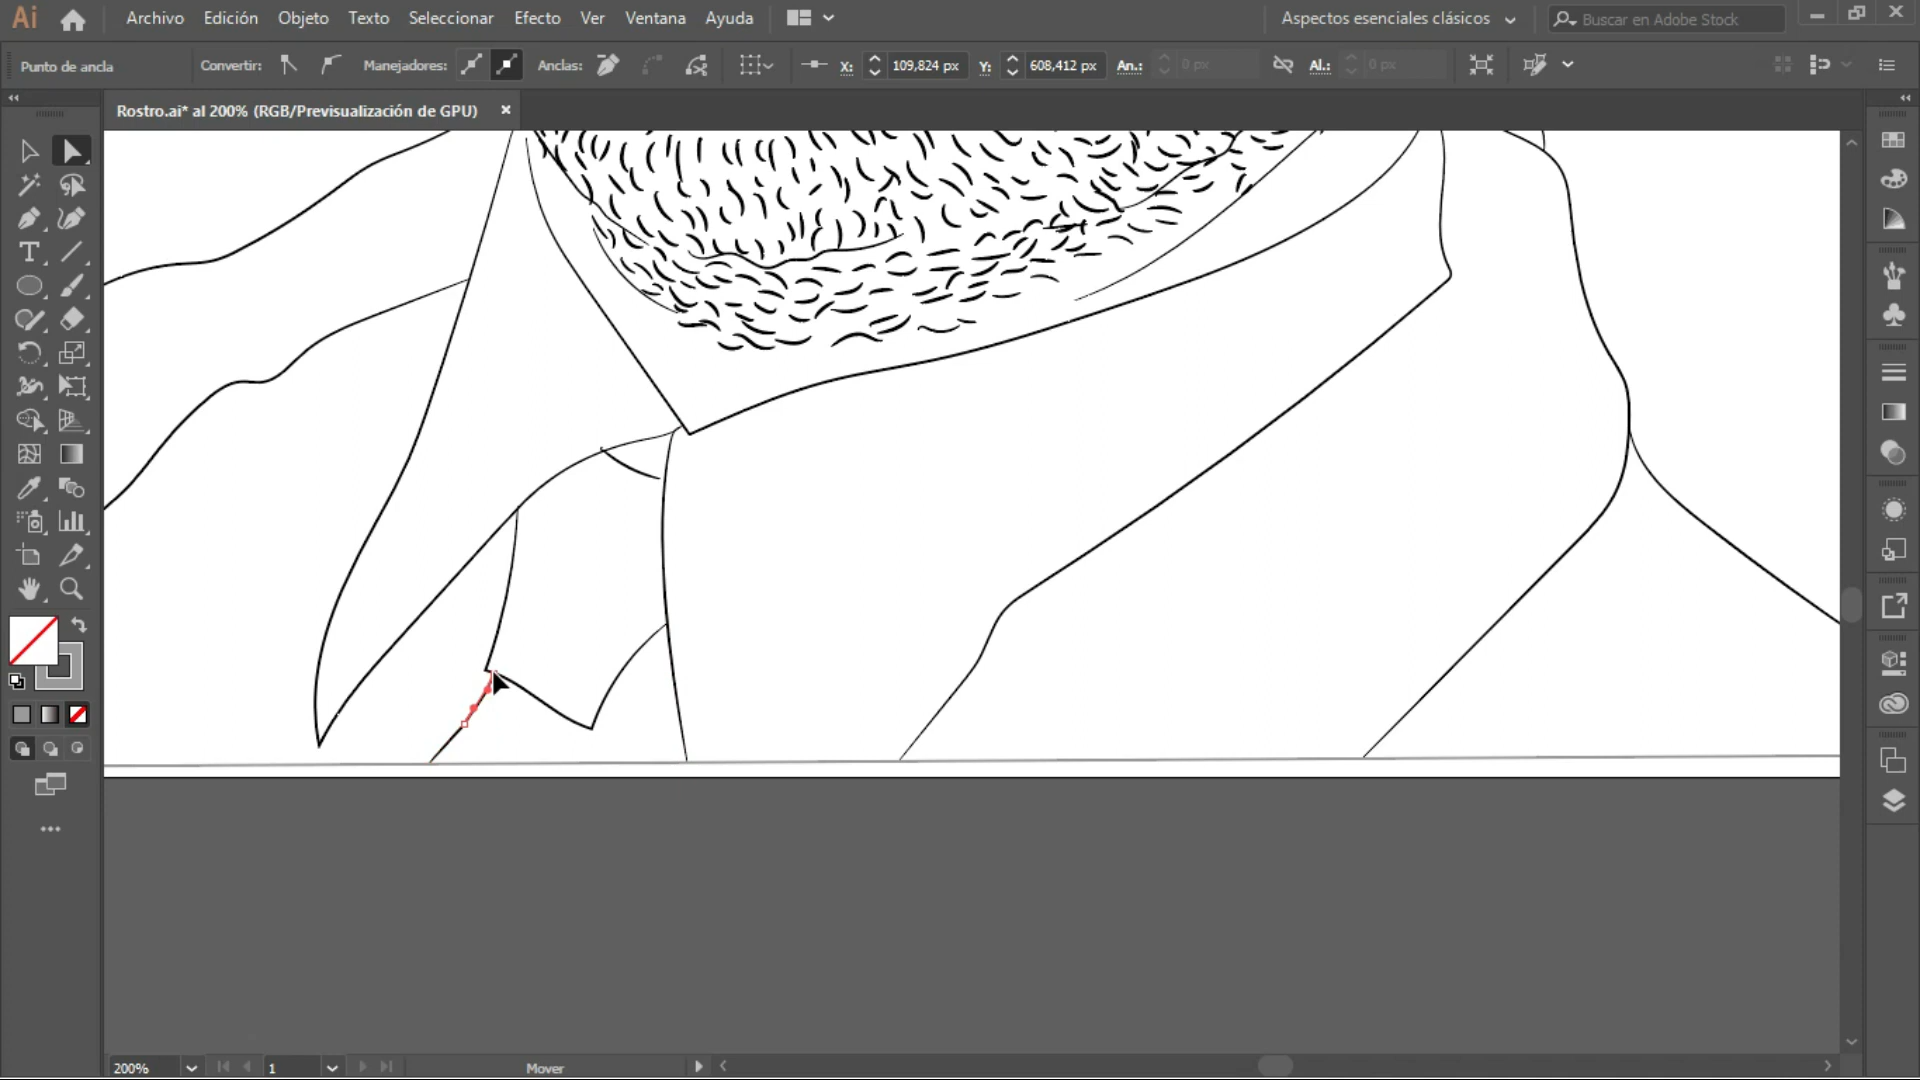 Ai Archivo Edición Objeto Texto Seleccionar Efecto Ver Ventana Ayuda Aspectos esenciales clásicos Buscar en Adobe Stock
Punto de ancla Convertir: Manejadores: Anclas: X: 109,824 px Y: 608,412 px An.: 0 px Al.: 0 px
Rostro.ai* al 200% (RGB/Previsualización de GPU)
T
200% 1 Mover